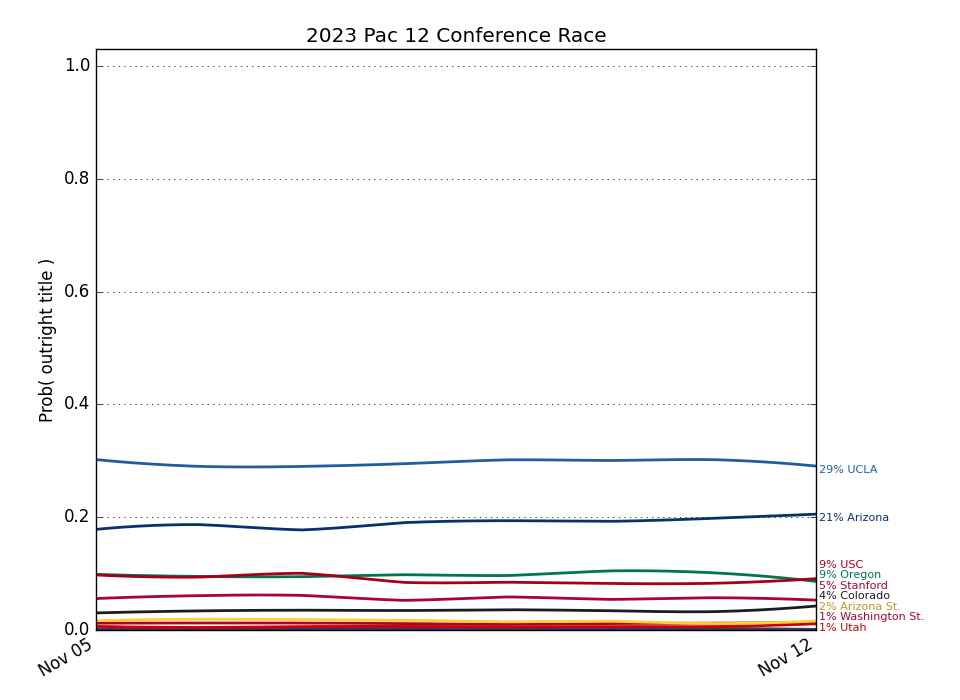 2023 Pac 12 Conference Race
1.0
0.8
0.6
0.4
0.2
0.0
Prob( outright title )
29% UCLA
21% Arizona
9% USC
9% Oregon
5% Stanford
4% Colorado
2% Arizona St.
1% Washington St.
1% Utah
Nov 05
Nov 12